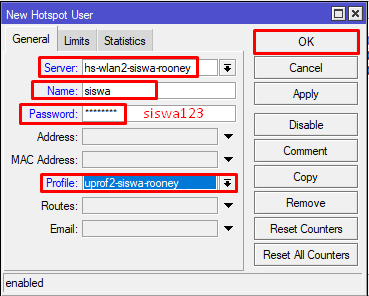 New Hotspot User
General Limits Statistics
Server: hs-wlan2-siswa-rooney
Name: siswa
Password: ******** siswa123
Address:
MAC Address:
Profile: uprof2-siswa-rooney
Routes:
Email:
OK
Cancel
Apply
Disable
Comment
Copy
Remove
Reset Counters
Reset All Counters
enabled